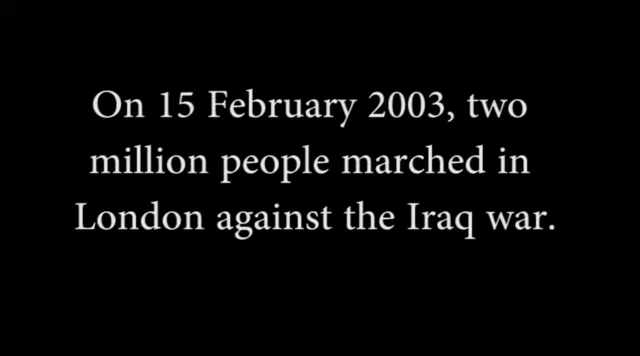 On 15 February 2003, two
million people marched in
London against the Iraq war.